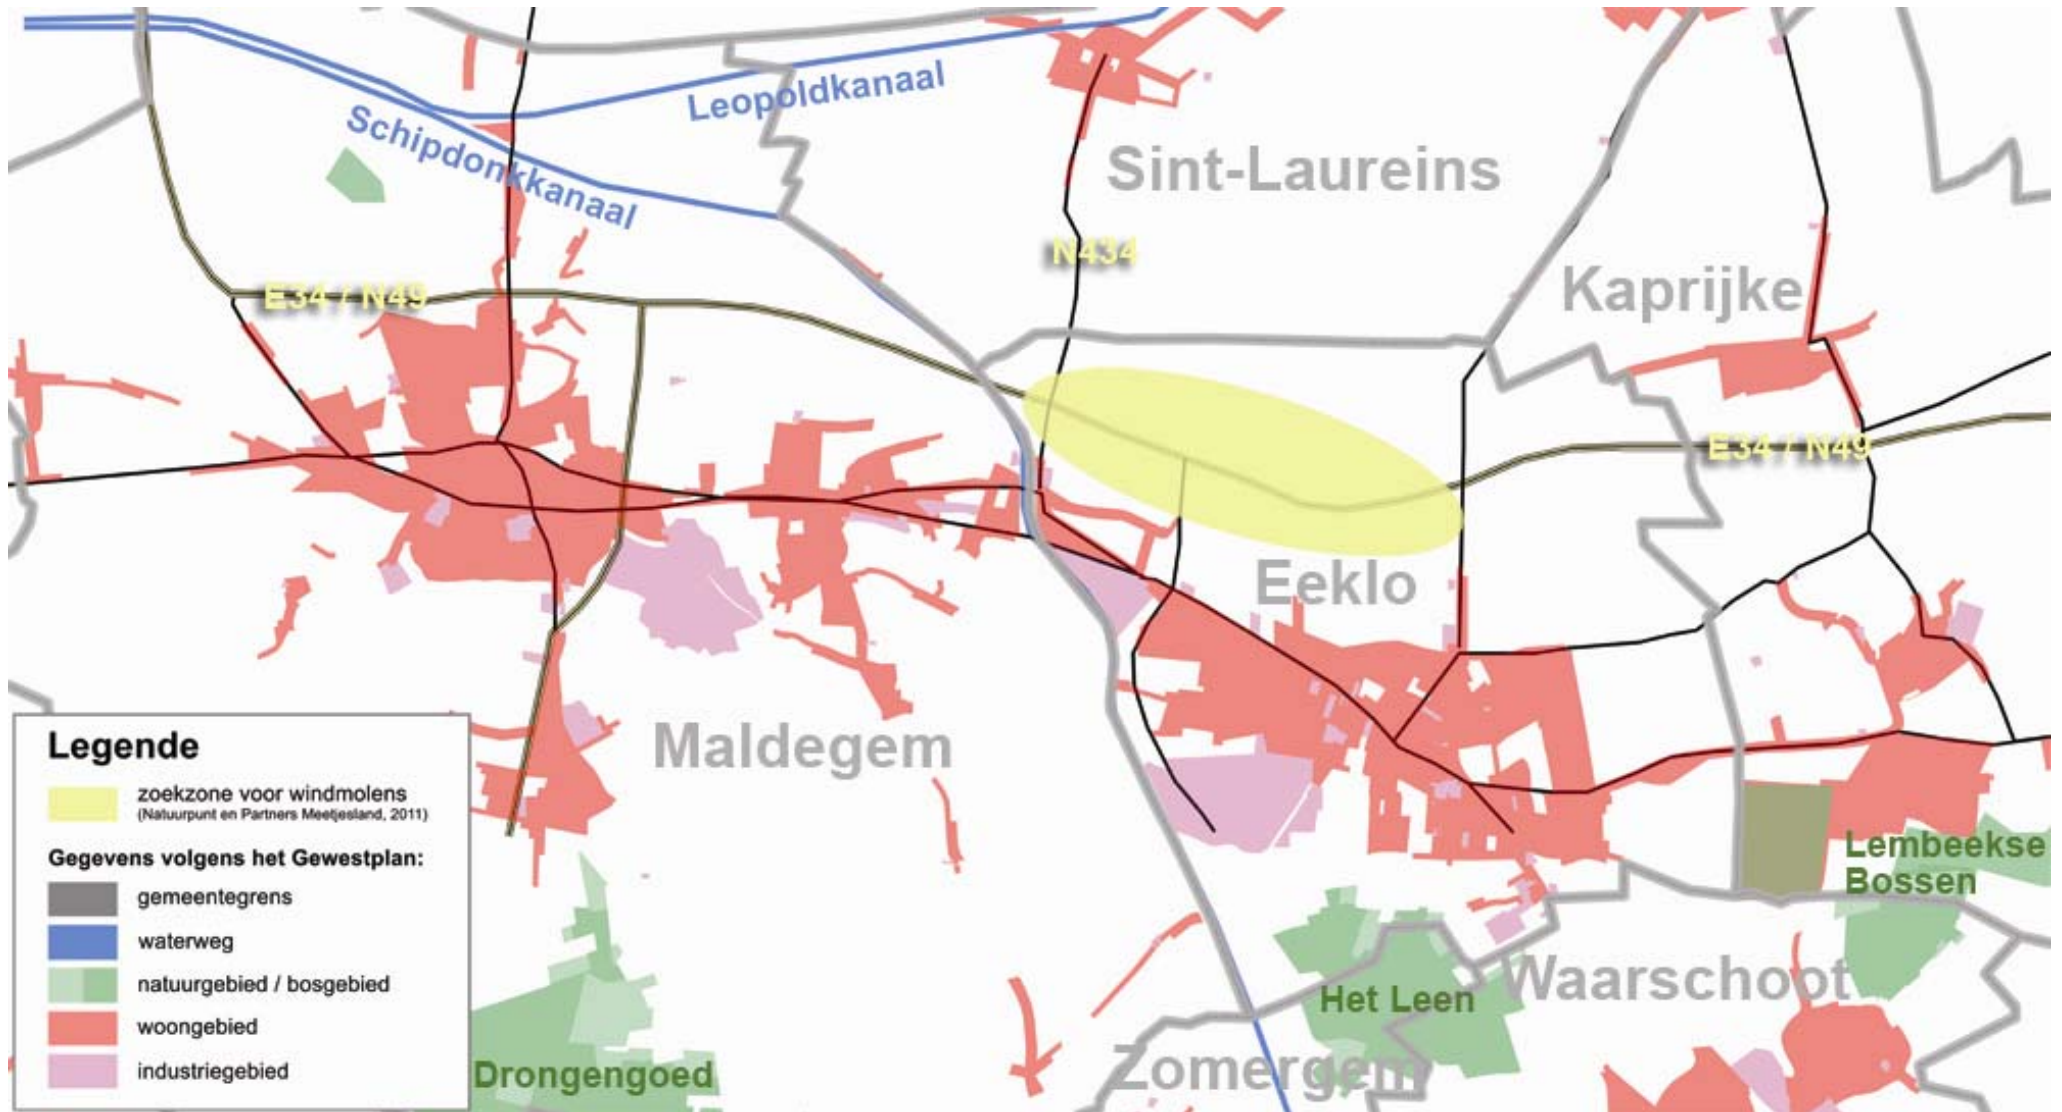 Leopoldkanaal
Schipdonkkanaal
Sint-Laureins
N434
Kaprijke
E34 / N49
E34 / N49
Eeklo
Maldegem
Legende
zoekzone voor windmolens
(Natuurpunt en Partners Meetjesland, 2011)
Gegevens volgens het Gewestplan:
gemeentegrens
waterweg
natuurgebied / bosgebied
woongebied
industriegebied
Lembeekse
Bossen
Waarschoot
Het Leen
Zomergem
Drongengoed